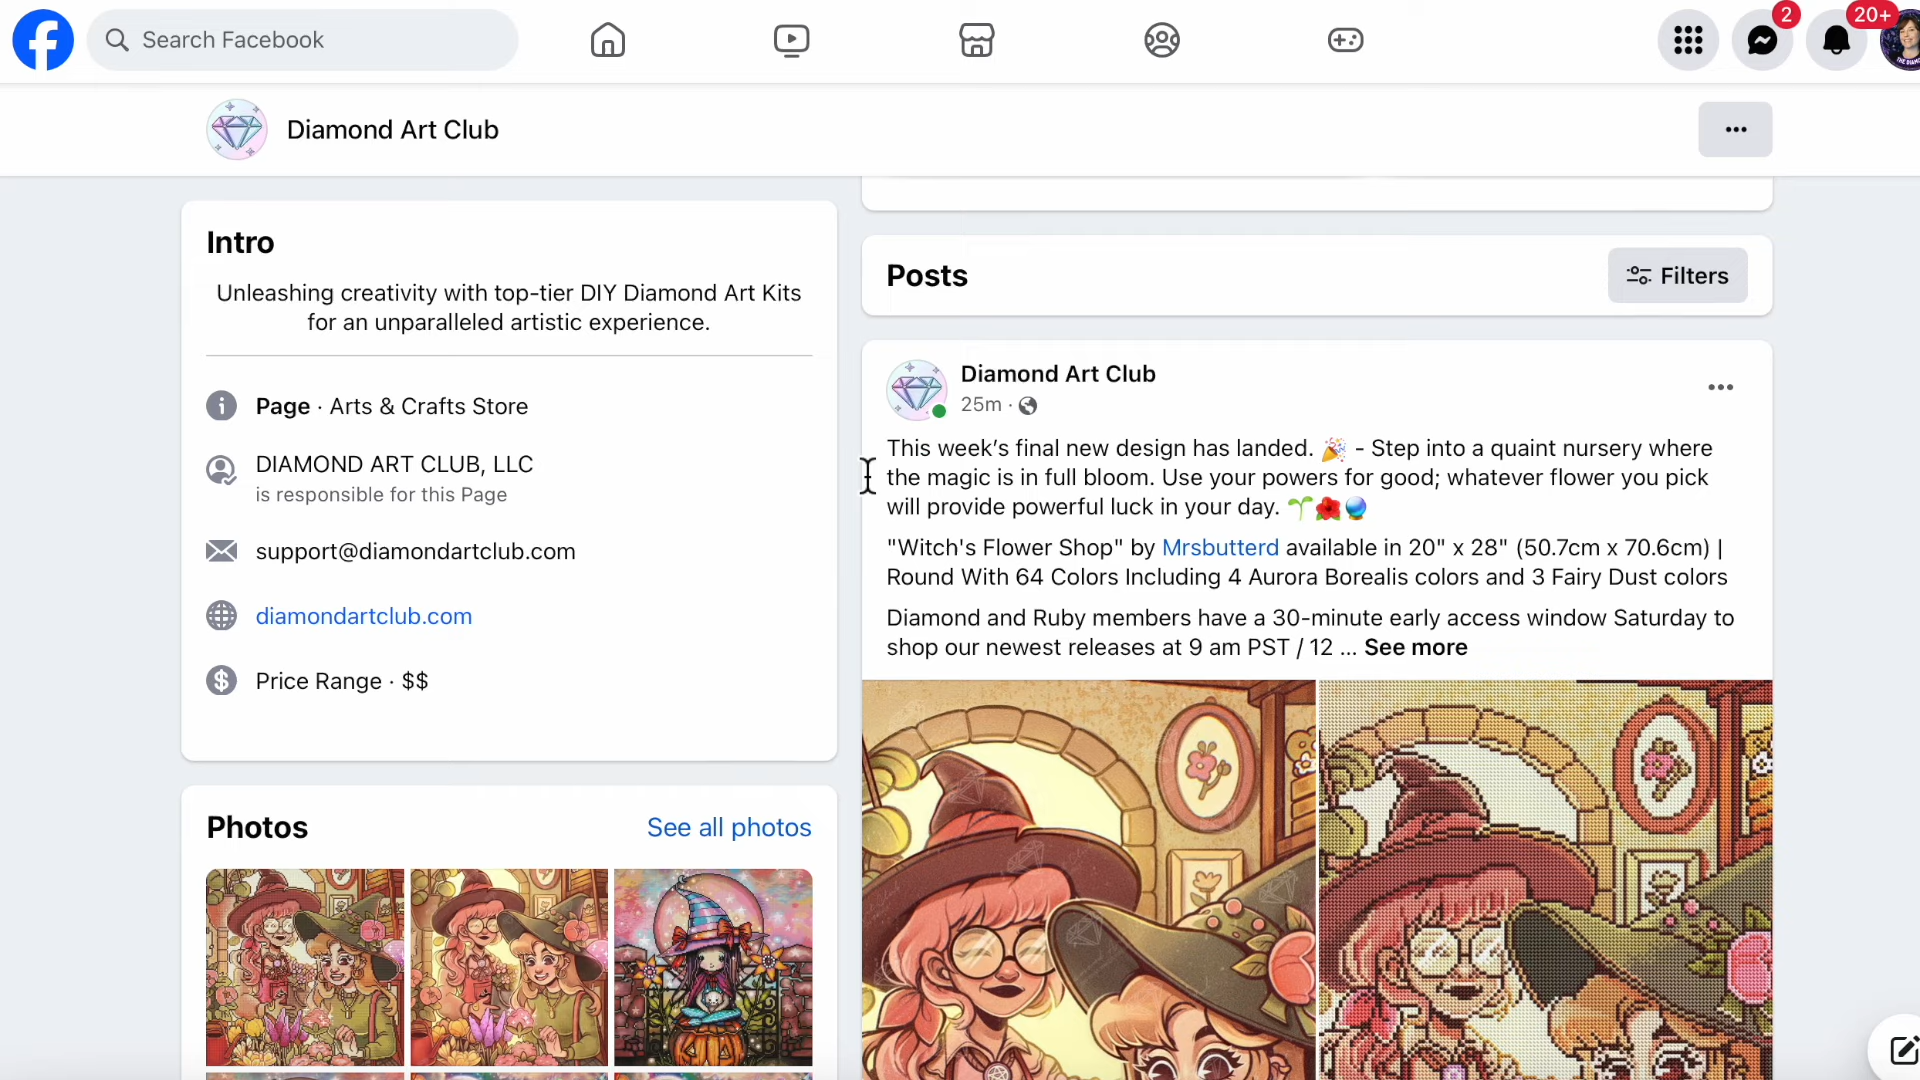 Search Facebook
2
20+
Diamond Art Club
Intro
Unleashing creativity with top-tier DIY Diamond Art Kits
for an unparalleled artistic experience.
Page · Arts & Crafts Store
DIAMOND ART CLUB, LLC
is responsible for this Page
support@diamondartclub.com
diamondartclub.com
Price Range · $$
Photos
See all photos
Posts
Filters
Diamond Art Club
25m ·
This week’s final new design has landed. 🎉 - Step into a quaint nursery where
the magic is in full bloom. Use your powers for good; whatever flower you pick
will provide powerful luck in your day. 🌱🌺🔮
"Witch's Flower Shop" by Mrsbutterd available in 20" x 28" (50.7cm x 70.6cm) |
Round With 64 Colors Including 4 Aurora Borealis colors and 3 Fairy Dust colors
Diamond and Ruby members have a 30-minute early access window Saturday to
shop our newest releases at 9 am PST / 12 ... See more